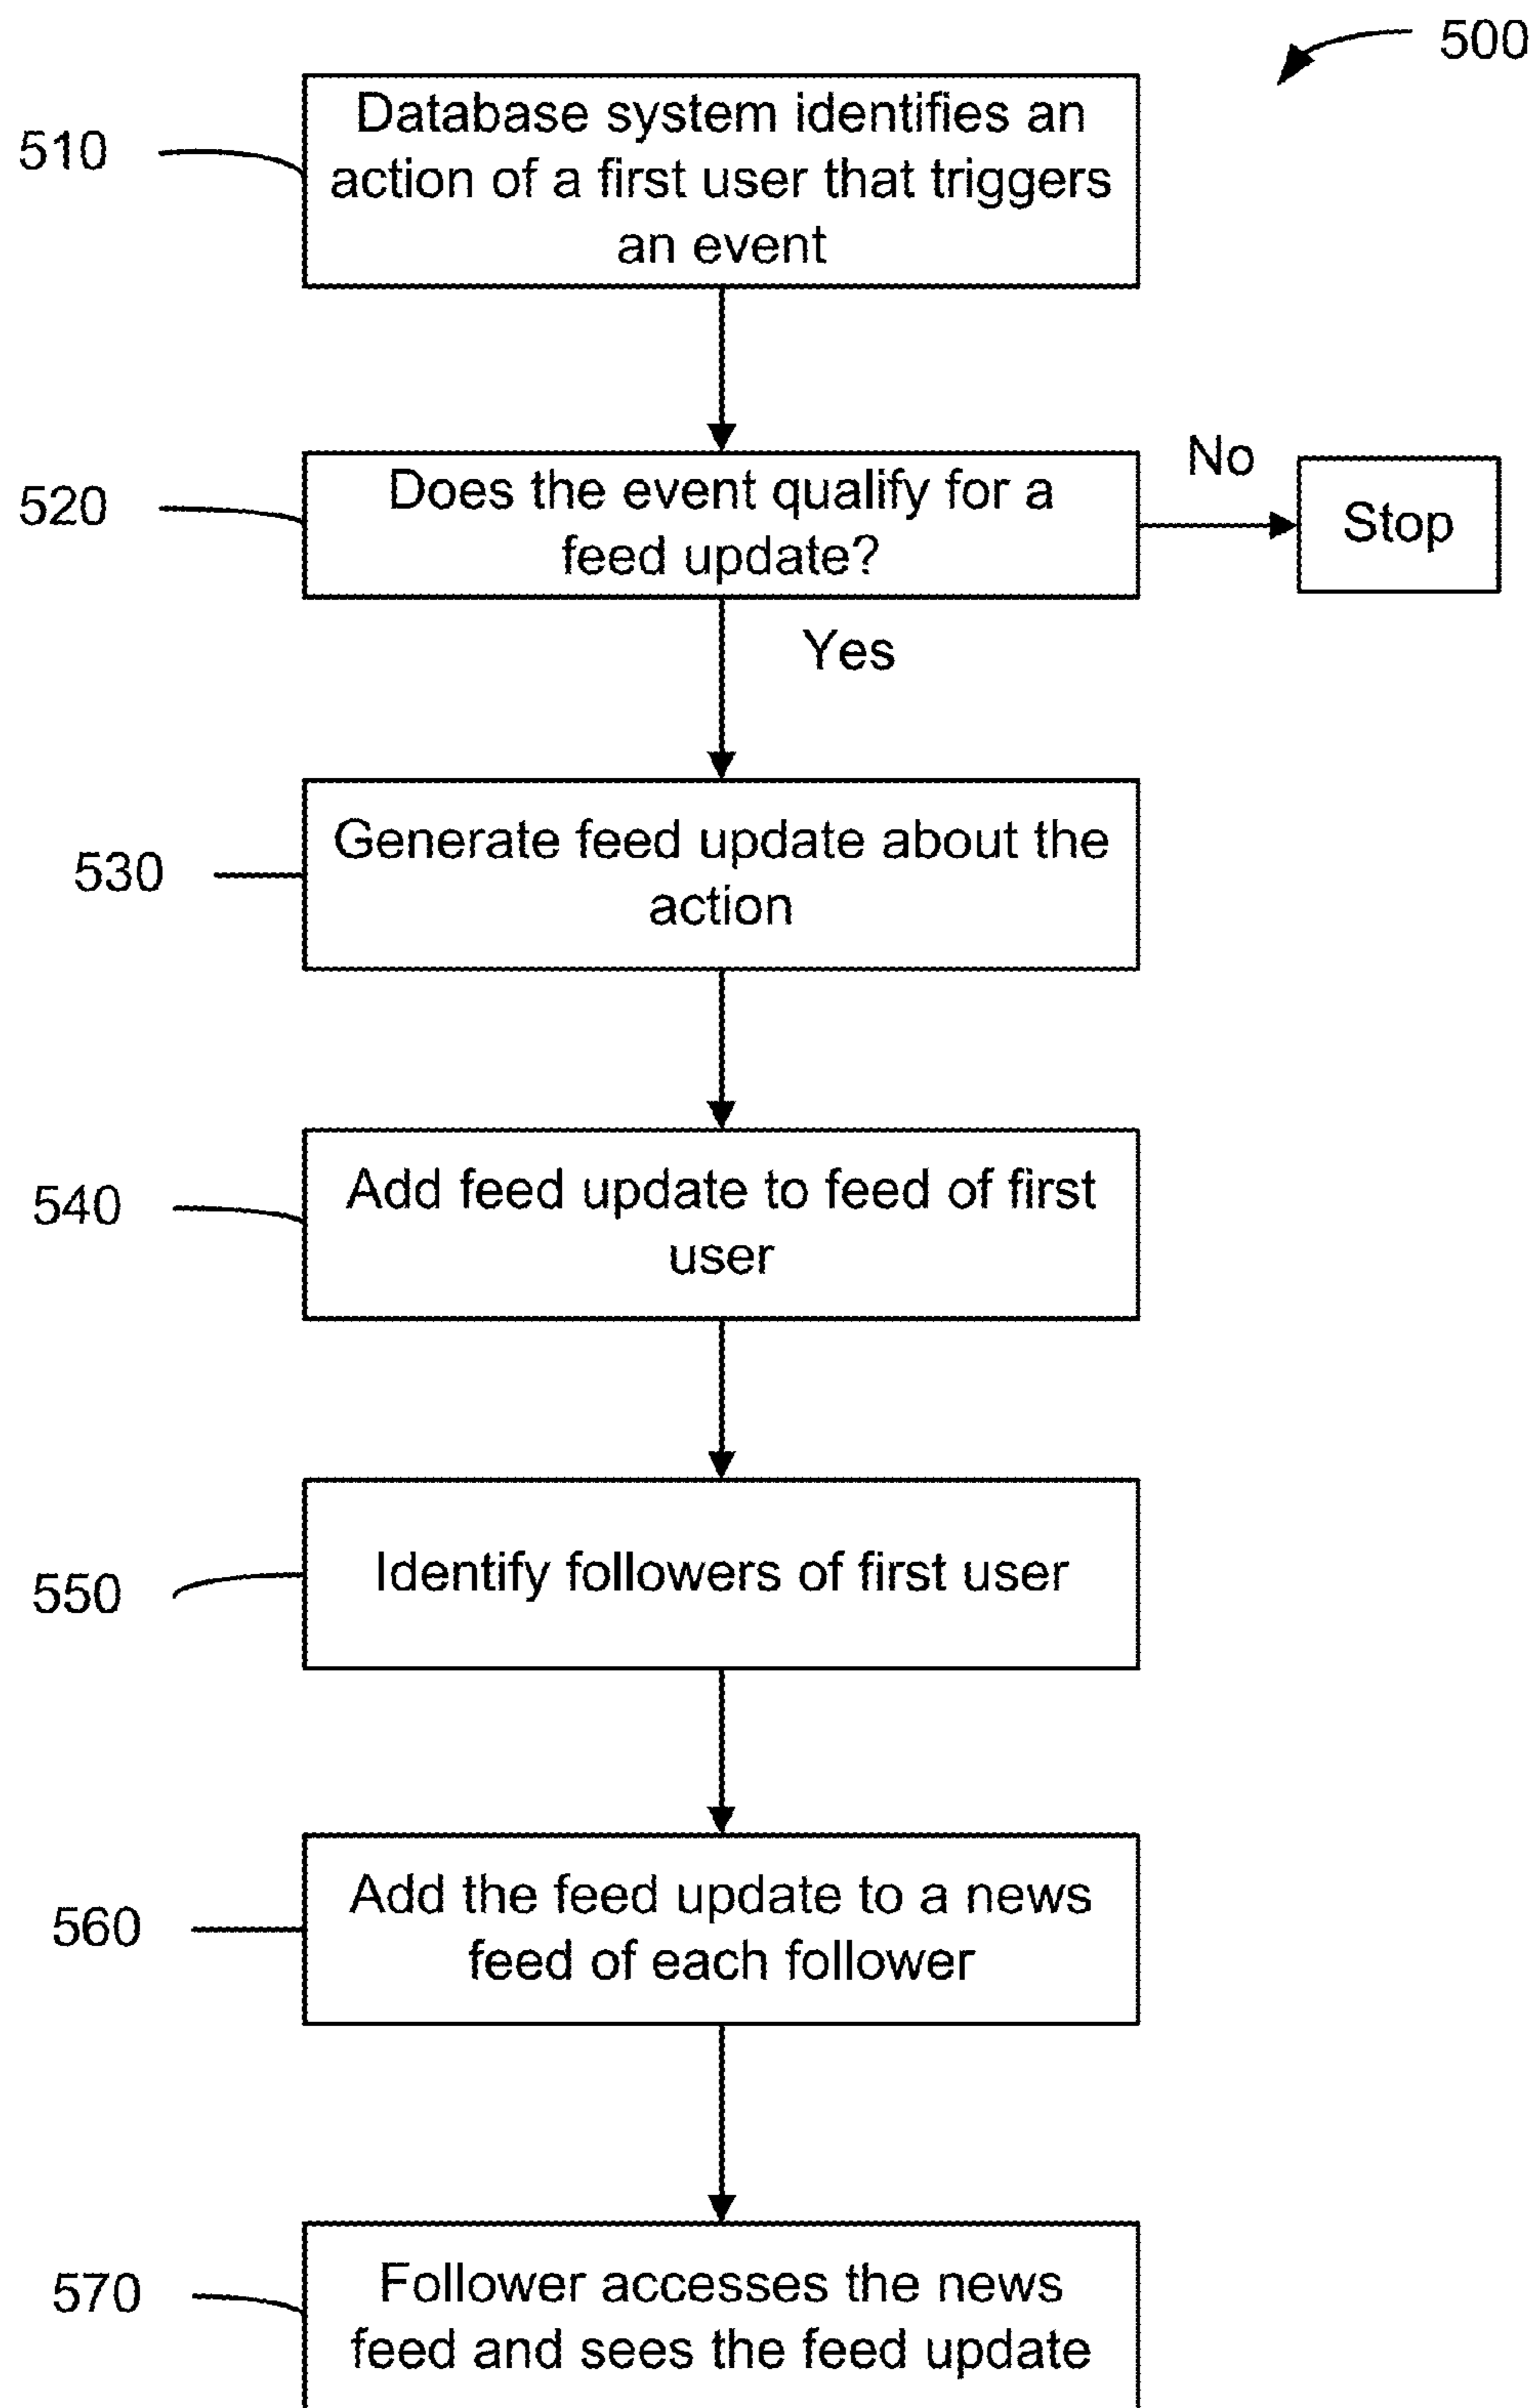 500
510
Database system identifies an
action of a first user that triggers
an event
520
Does the event qualify for a
feed update?
No
Stop
Yes
530
Generate feed update about the
action
540
Add feed update to feed of first
user
550
Identify followers of first user
560
Add the feed update to a news
feed of each follower
570
Follower accesses the news
feed and sees the feed update